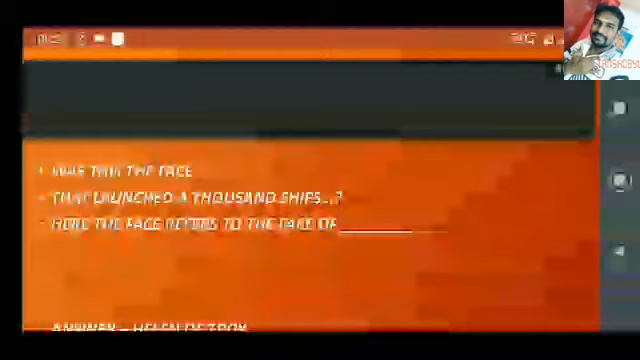 • WAS THIS THE FACE
• THAT LAUNCHED A THOUSAND SHIPS...?
• HERE THE FACE REFERS TO THE FACE OF__________
ANSWER – HELEN OF TROY